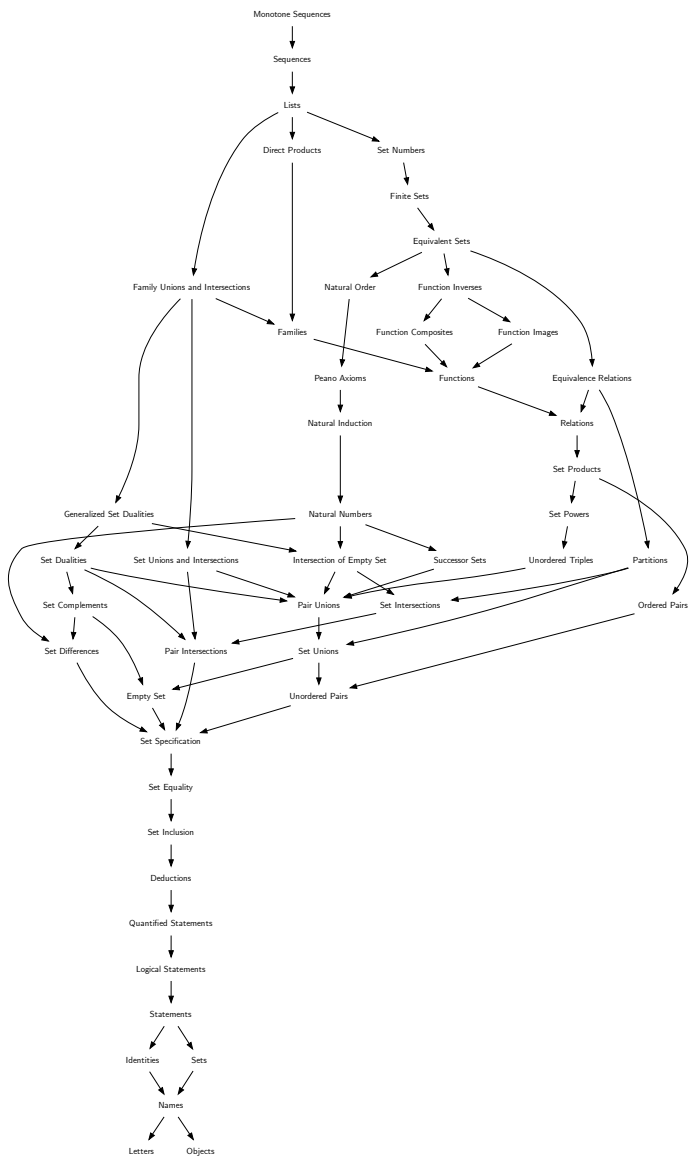 Monotone Sequences
Sequences
Lists
Direct Products
Set Numbers
Finite Sets
Equivalent Sets
Family Unions and Intersections
Natural Order
Function Inverses
Families
Function Composites
Function Images
Peano Axioms
Functions
Equivalence Relations
Natural Induction
Relations
Set Products
Generalized Set Dualities
Natural Numbers
Set Powers
Set Dualities
Set Unions and Intersections
Intersection of Empty Set
Successor Sets
Unordered Triples
Partitions
Set Complements
Pair Unions
Set Intersections
Ordered Pairs
Set Differences
Pair Intersections
Set Unions
Empty Set
Unordered Pairs
Set Specification
Set Equality
Set Inclusion
Deductions
Quantified Statements
Logical Statements
Statements
Identities
Sets
Names
Letters
Objects